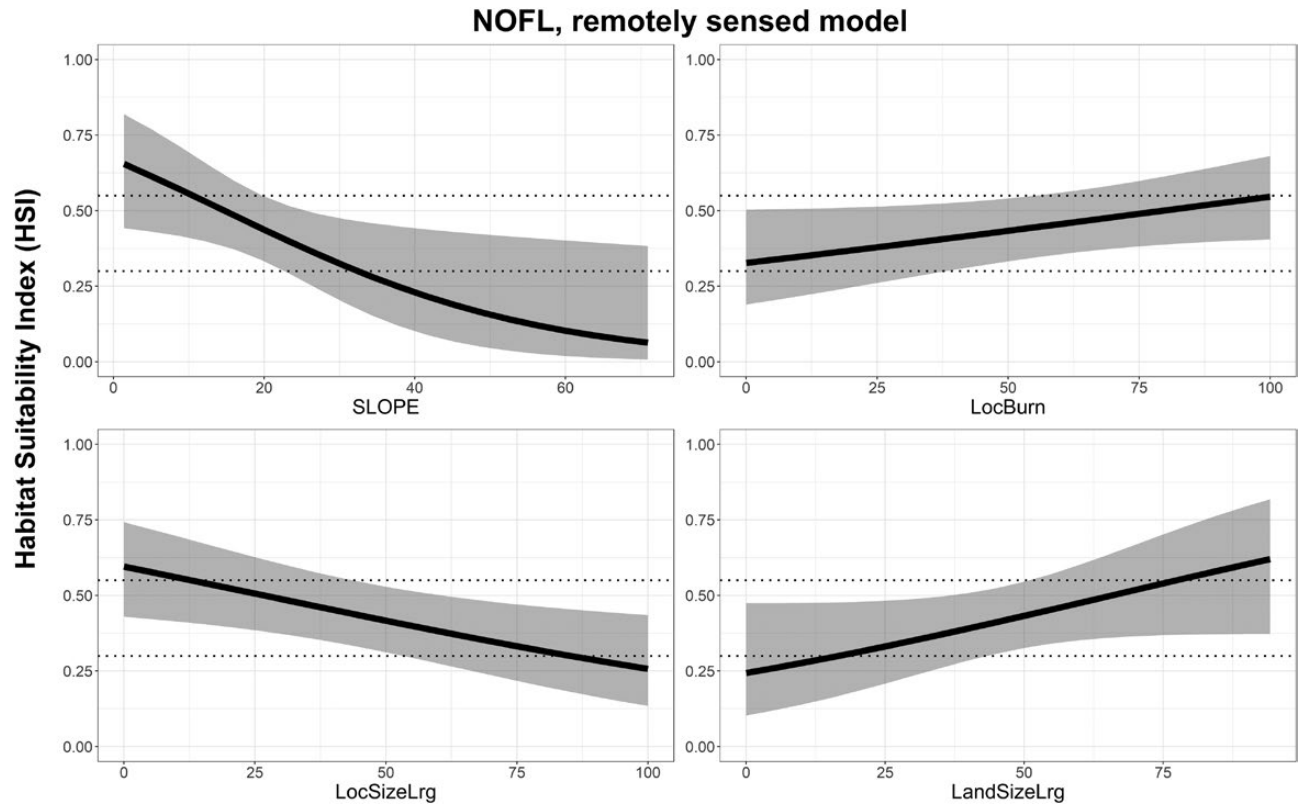 NOFL, remotely sensed model
Habitat Suitability Index (HSI)
1.00
0.75
0.50
0.25
0.00
0 20 40 60
SLOPE
1.00
0.75
0.50
0.25
0.00
0 25 50 75 100
LocBurn
1.00
0.75
0.50
0.25
0.00
0 25 50 75 100
LocSizeLrg
1.00
0.75
0.50
0.25
0.00
0 25 50 75
LandSizeLrg